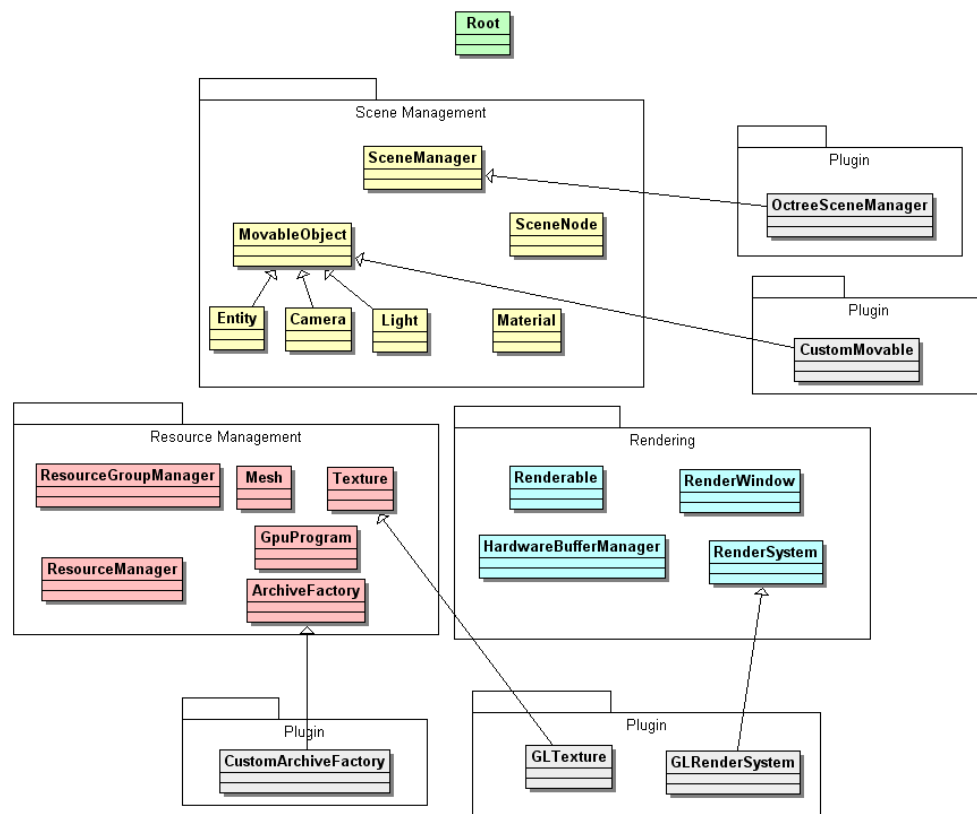 Root
Scene Management
SceneManager
Plugin
OctreeSceneManager
MovableObject
SceneNode
Plugin
Entity
Camera
Light
Material
CustomMovable
Resource Management
Rendering
ResourceGroupManager
Mesh
Texture
Renderable
RenderWindow
GpuProgram
HardwareBufferManager
RenderSystem
ResourceManager
ArchiveFactory
Plugin
Plugin
CustomArchiveFactory
GLTexture
GLRenderSystem